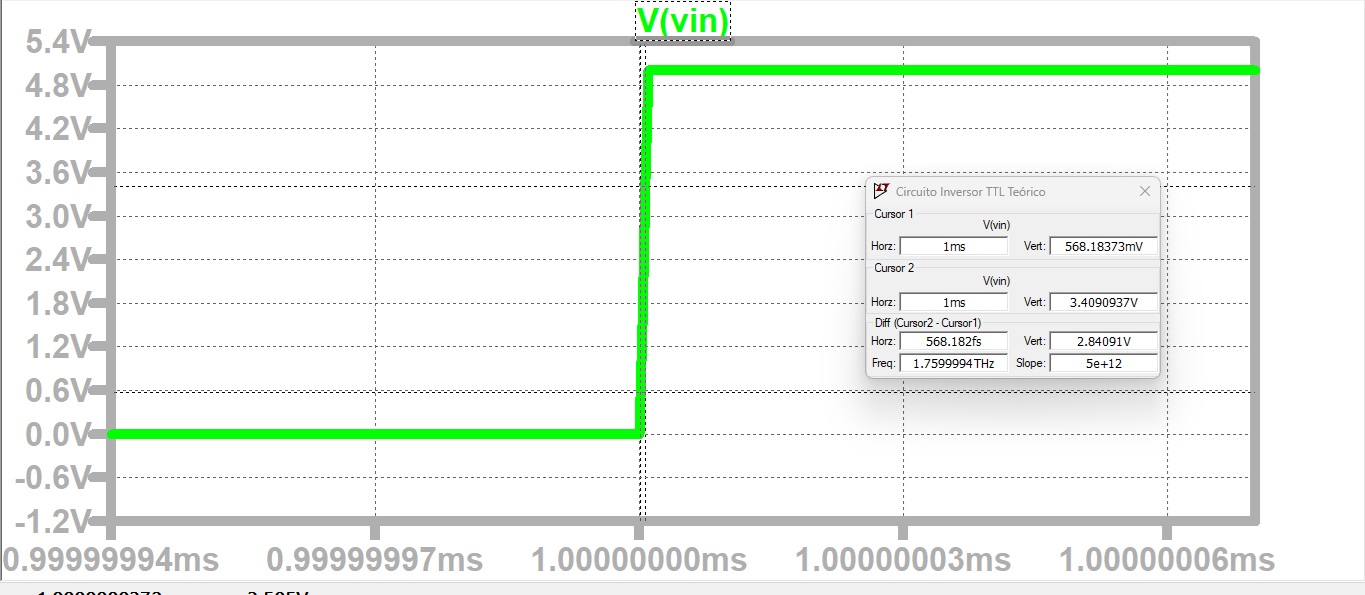 V(vin)
5.4V
4.8V
4.2V
3.6V
3.0V
2.4V
1.8V
1.2V
0.6V
0.0V
-0.6V
-1.2V
0.99999994ms 0.99999997ms 1.00000000ms 1.00000003ms 1.00000006ms
Circuito Inversor TTL Teórico
Cursor 1
V(vin)
Horz: 1ms Vert: 568.18373mV
Cursor 2
V(vin)
Horz: 1ms Vert: 3.4090937V
Diff (Cursor2 - Cursor1)
Horz: 568.182fs Vert: 2.84091V
Freq: 1.7599994THz Slope: 5e+12